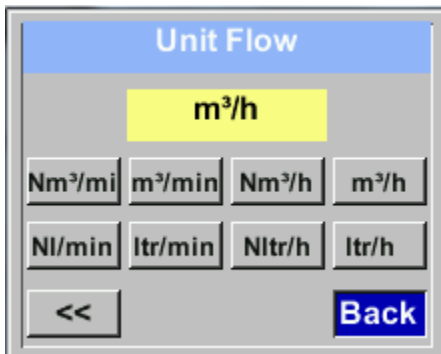 Unit Flow
m³/h
Nm³/mi m³/min Nm³/h m³/h
Nl/min ltr/min Nltr/h ltr/h
<< Back